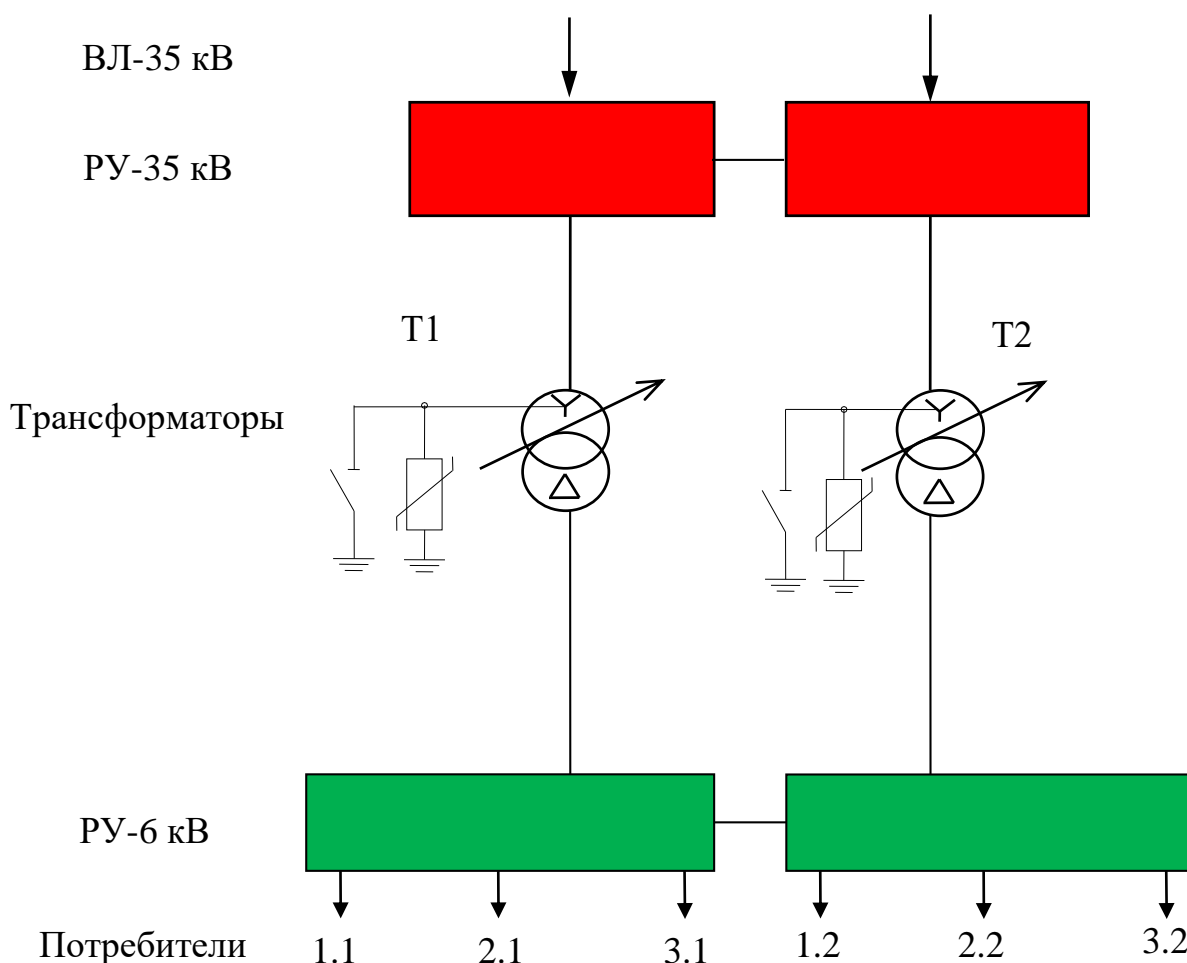 ВЛ-35 кВ
РУ-35 кВ
Т1
Т2
Трансформаторы
РУ-6 кВ
Потребители 1.1 2.1 3.1 1.2 2.2 3.2